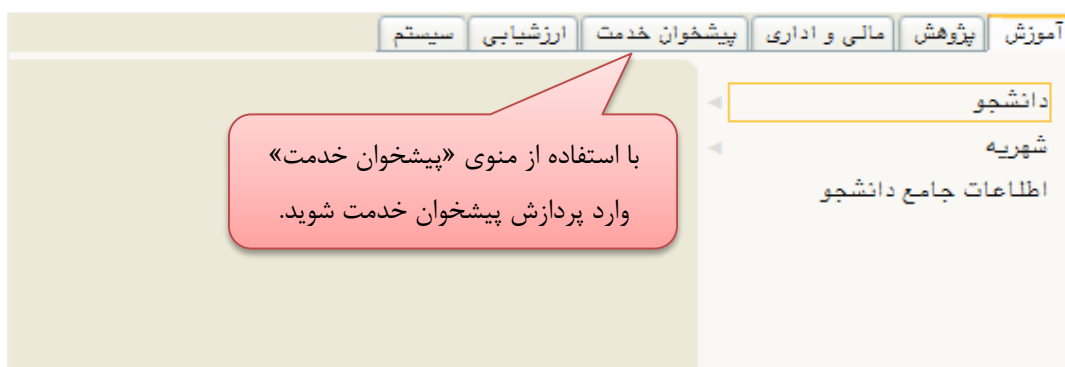 آموزش پژوهش مالی و اداری پیشخوان خدمت ارزشیابی سیستم
دانشجو
شهریه
اطلاعات جامع دانشجو
با استفاده از منوی «پیشخوان خدمت»
وارد پردازش پیشخوان خدمت شوید.